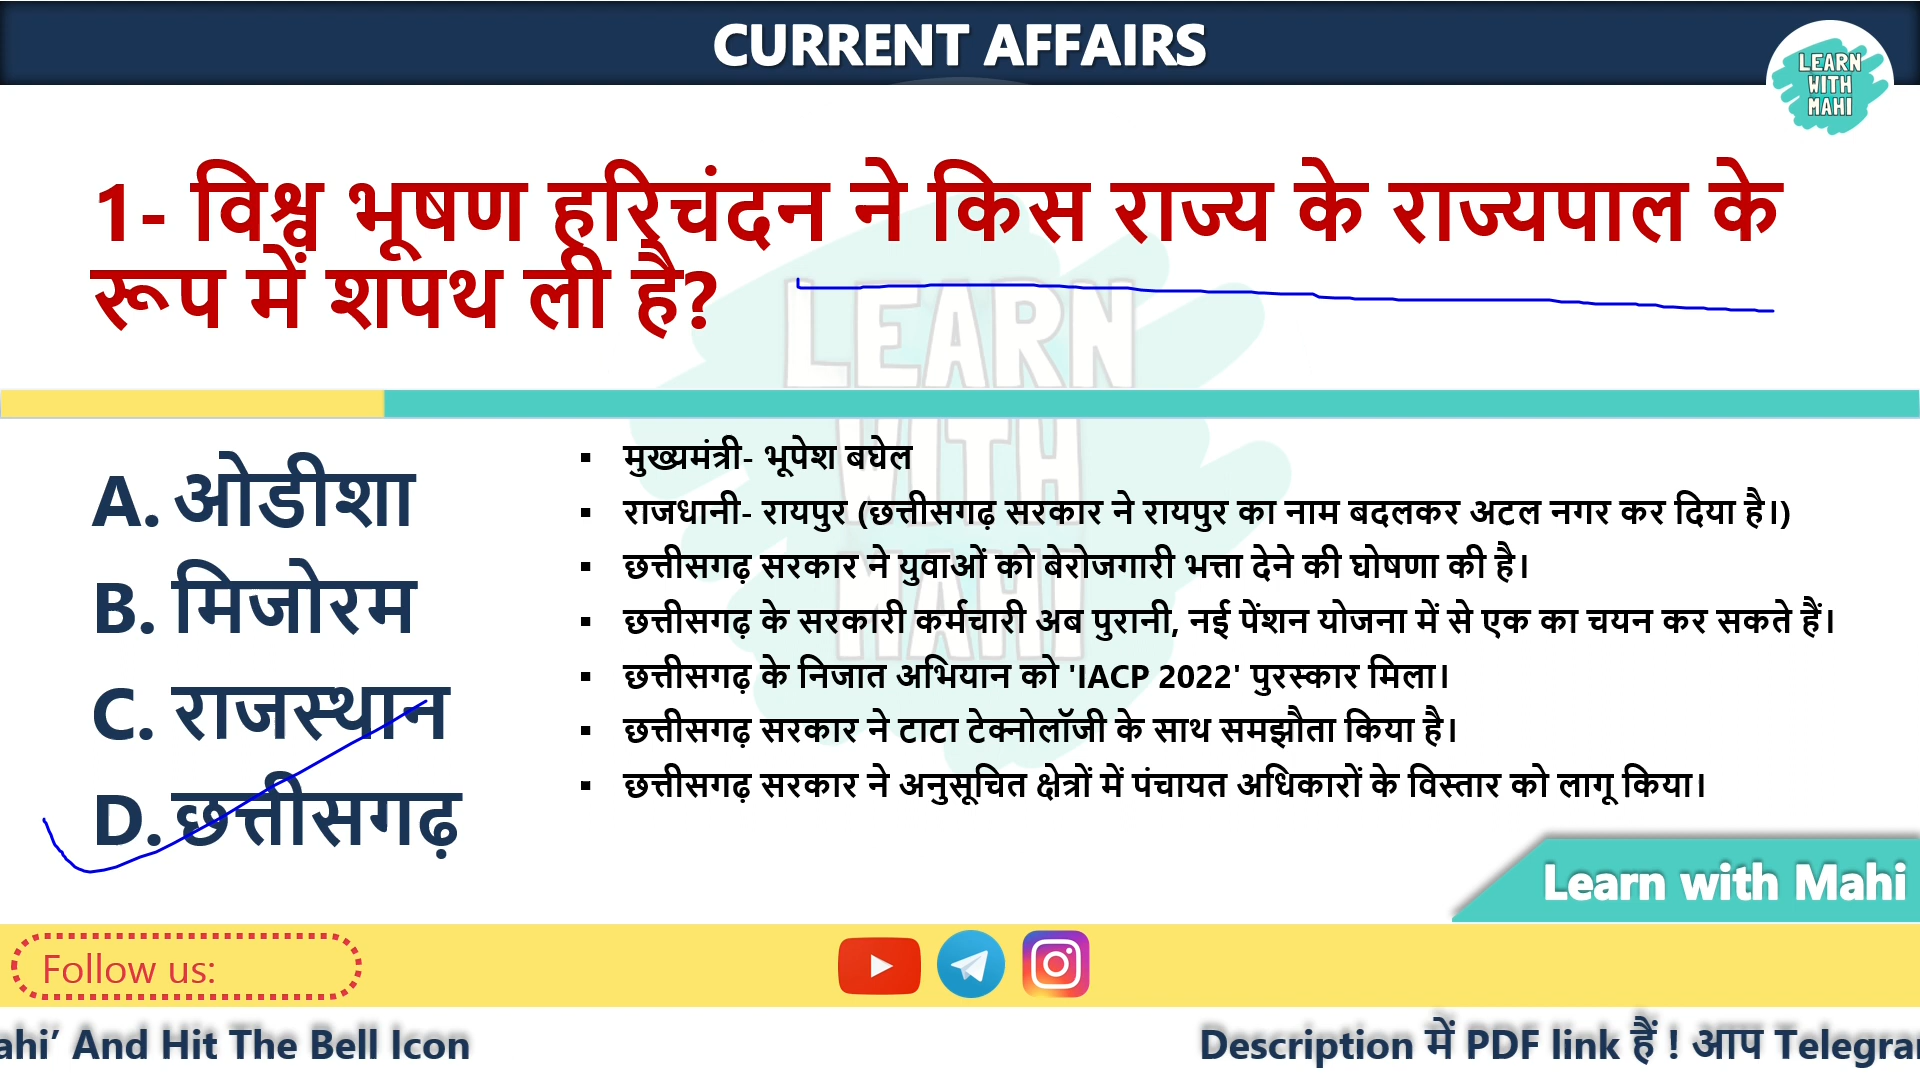 CURRENT AFFAIRS
LEARN
WITH
MAHI
1- विश्व भूषण हरिचंदन ने किस राज्य के राज्यपाल के
रूप में शपथ ली है?
LEARN
WITH
MAHI
A. ओडीशा
B. मिजोरम
C. राजस्थान
D. छत्तीसगढ़
▪ मुख्यमंत्री- भूपेश बघेल
▪ राजधानी- रायपुर (छत्तीसगढ़ सरकार ने रायपुर का नाम बदलकर अटल नगर कर दिया है।)
▪ छत्तीसगढ़ सरकार ने युवाओं को बेरोजगारी भत्ता देने की घोषणा की है।
▪ छत्तीसगढ़ के सरकारी कर्मचारी अब पुरानी, नई पेंशन योजना में से एक का चयन कर सकते हैं।
▪ छत्तीसगढ़ के निजात अभियान को 'IACP 2022' पुरस्कार मिला।
▪ छत्तीसगढ़ सरकार ने टाटा टेक्नोलॉजी के साथ समझौता किया है।
▪ छत्तीसगढ़ सरकार ने अनुसूचित क्षेत्रों में पंचायत अधिकारों के विस्तार को लागू किया।
Learn with Mahi
Follow us:
ahi’ And Hit The Bell Icon
Description में PDF link हैं ! आप Telegra